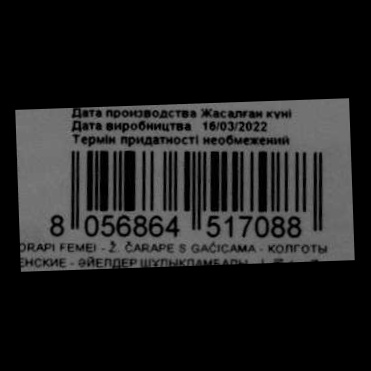 Дата производства Жасалған күні
Дата виробництва 16/03/2022
Термін придатності необмежений
8 056864 517088
ORAPI FEMEI - Ž. ČARAPE S GAĆICAMA - КОЛГОТЫ
ЕНСКИЕ - ӘЙЕЛДЕР ШҰЛЫҚДАМБАЛЫ